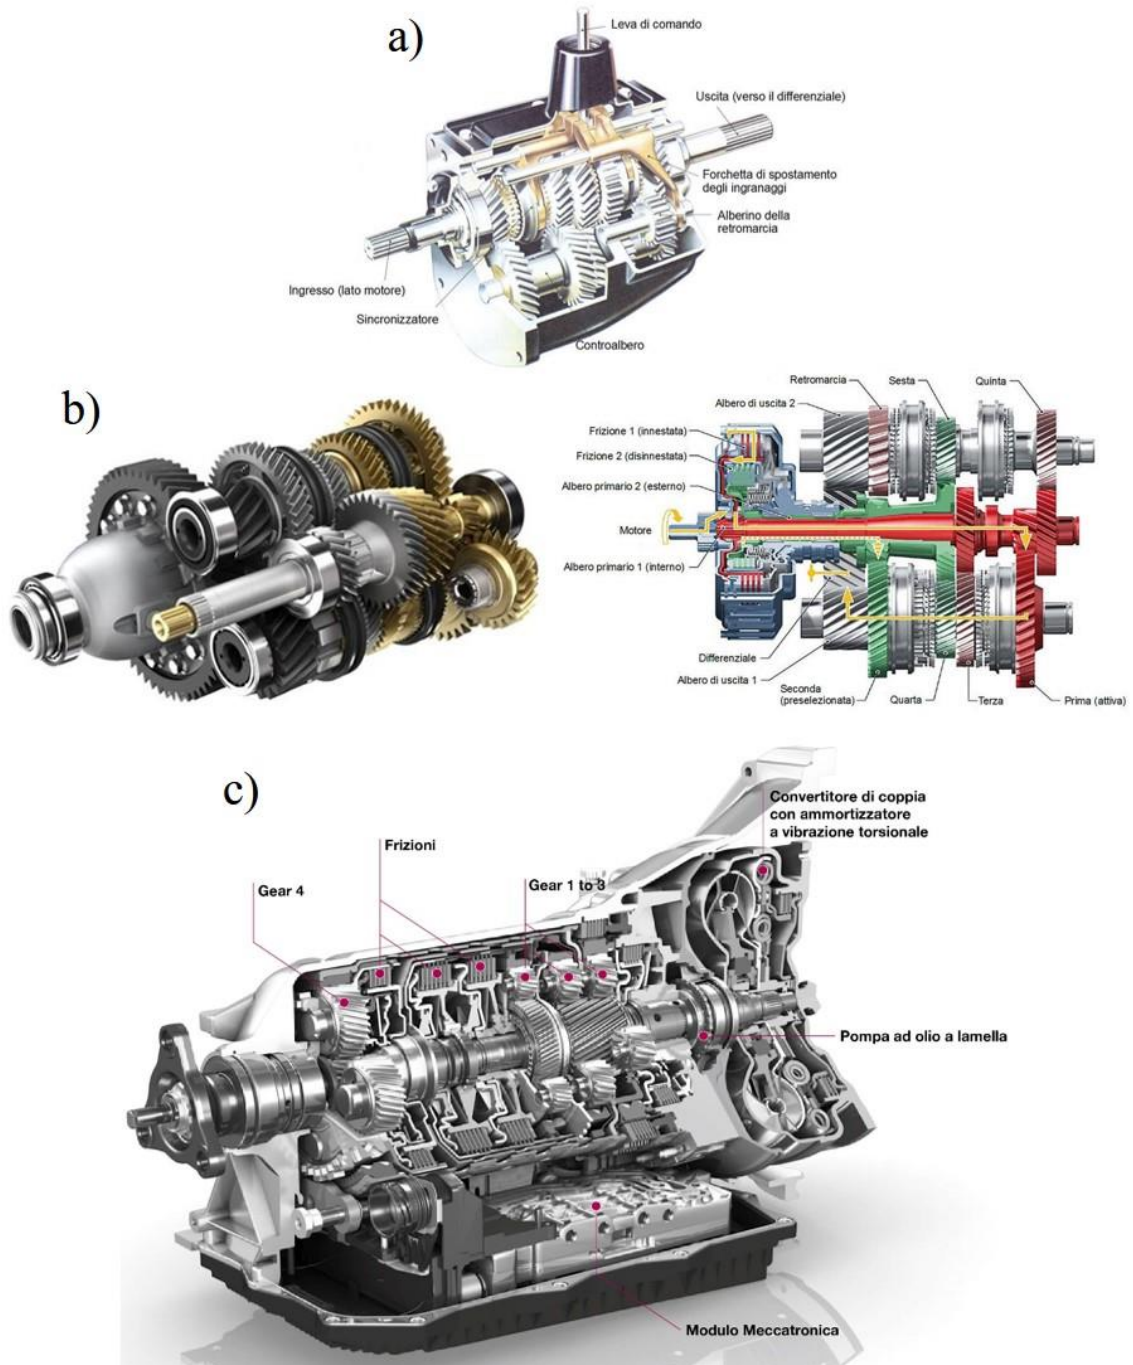 a)
Leva di comando
Uscita (verso il differenziale)
Forchetta di spostamento
degli ingranaggi
Alberino della
retromarcia
Ingresso (lato motore)
Sincronizzatore
Controalbero
b)
Retromarcia
Sesta
Quinta
Albero di uscita 2
Frizione 1 (innestata)
Frizione 2 (disinnestata)
Albero primario 2 (esterno)
Motore
Albero primario 1 (interno)
Differenziale
Albero di uscita 1
Seconda
(preselezionata)
Quarta
Terza
Prima (attiva)
c)
Convertitore di coppia
con ammortizzatore
a vibrazione torsionale
Frizioni
Gear 4
Gear 1 to 3
Pompa ad olio a lamella
Modulo Meccatronica